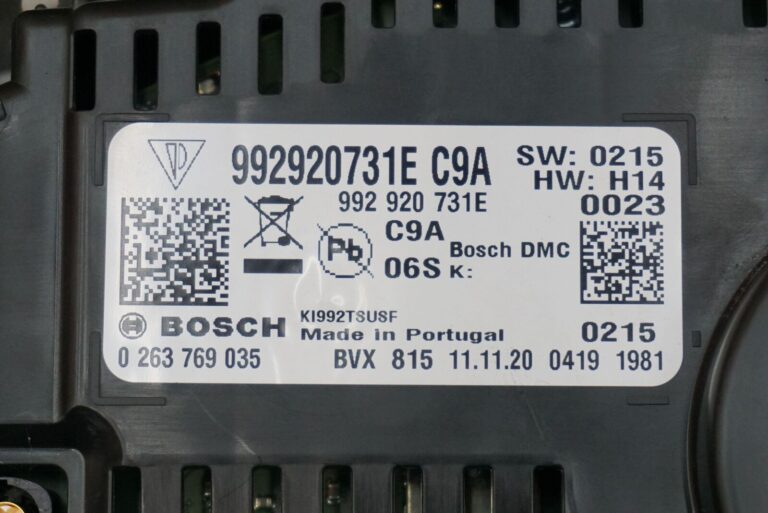 992920731E C9A SW: 0215
HW: H14
992 920 731E 0023
C9A
Bosch DMC
Pb
06S K:
KI992TSUSF
BOSCH Made in Portugal 0215
0 263 769 035 BVX 815 11.11.20 0419 1981